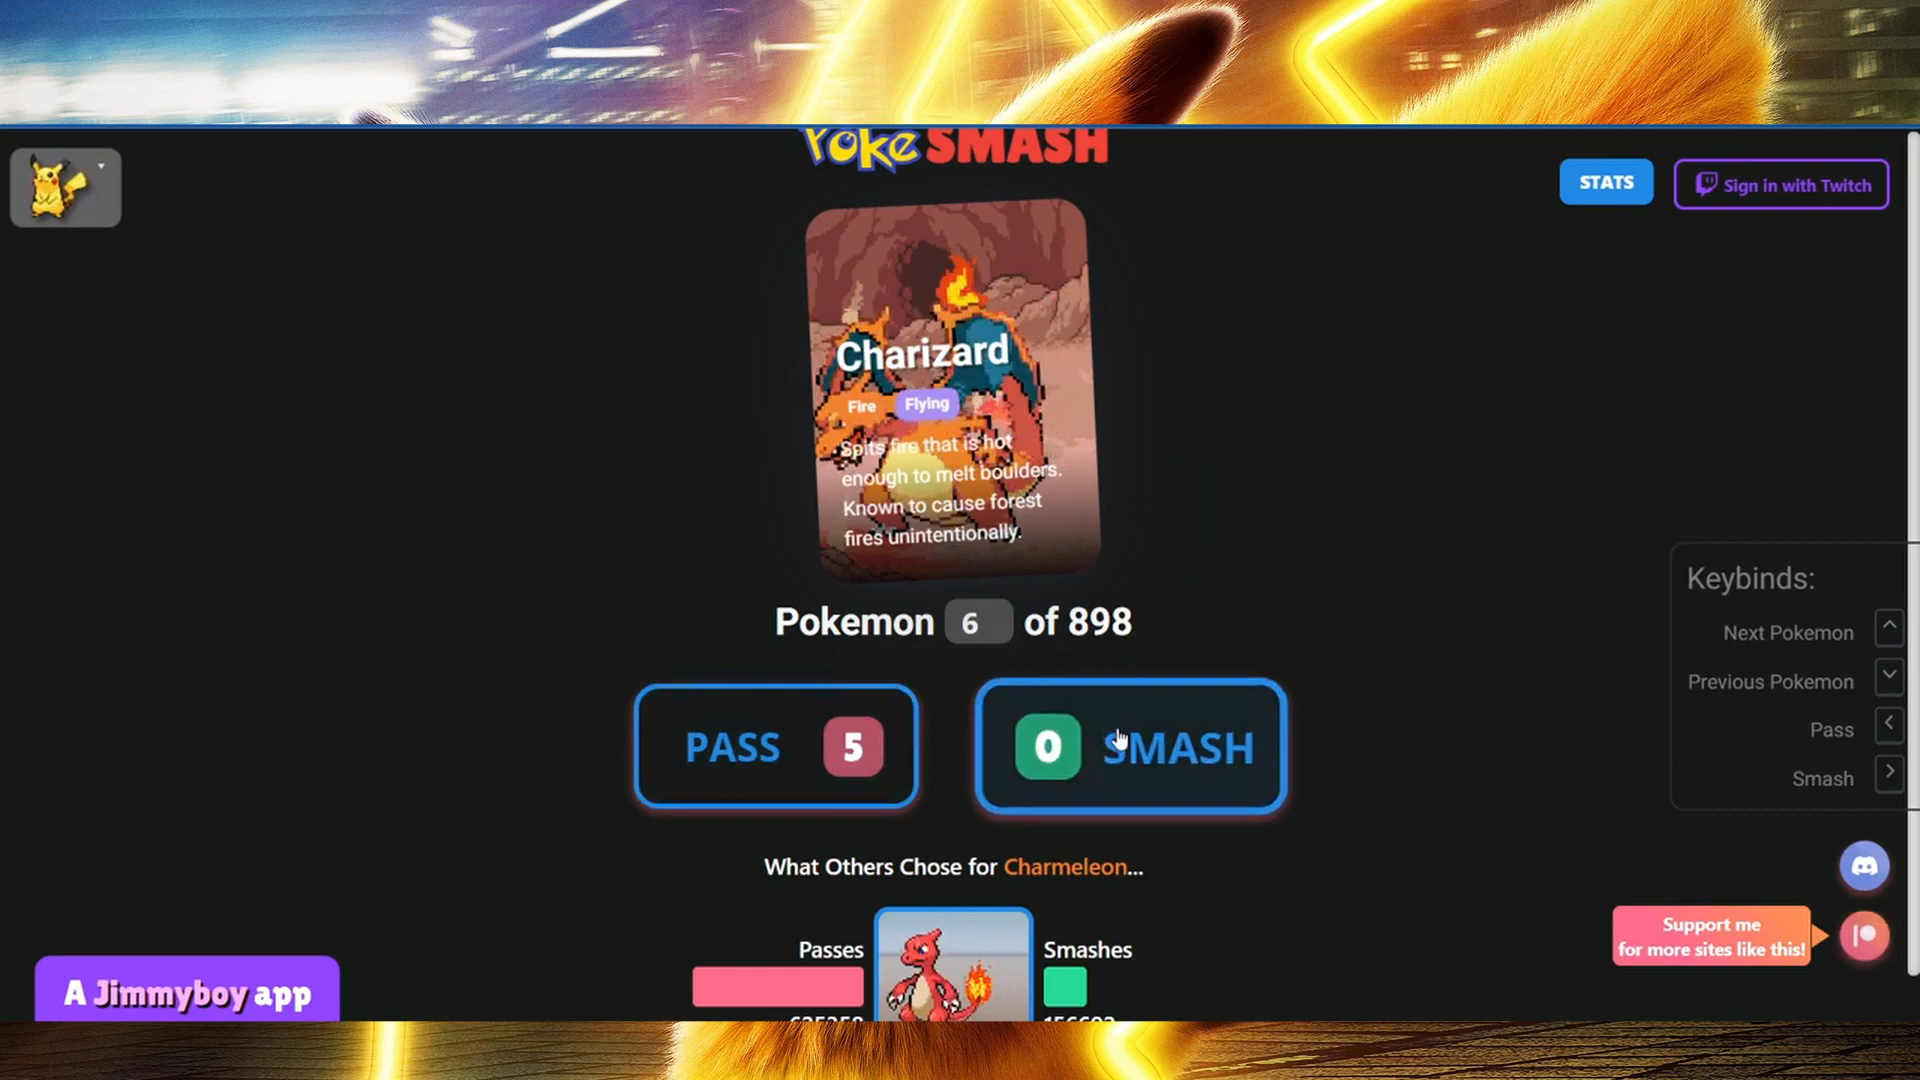 Poke SMASH
STATS
Sign in with Twitch
Charizard
Fire
Flying
Spits fire that is hot
enough to melt boulders.
Known to cause forest
fires unintentionally.
Pokemon 6 of 898
PASS 5
0 SMASH
Keybinds:
Next Pokemon
Previous Pokemon
Pass
Smash
What Others Chose for Charmeleon...
Passes
Smashes
Support me
for more sites like this!
A Jimmyboy app